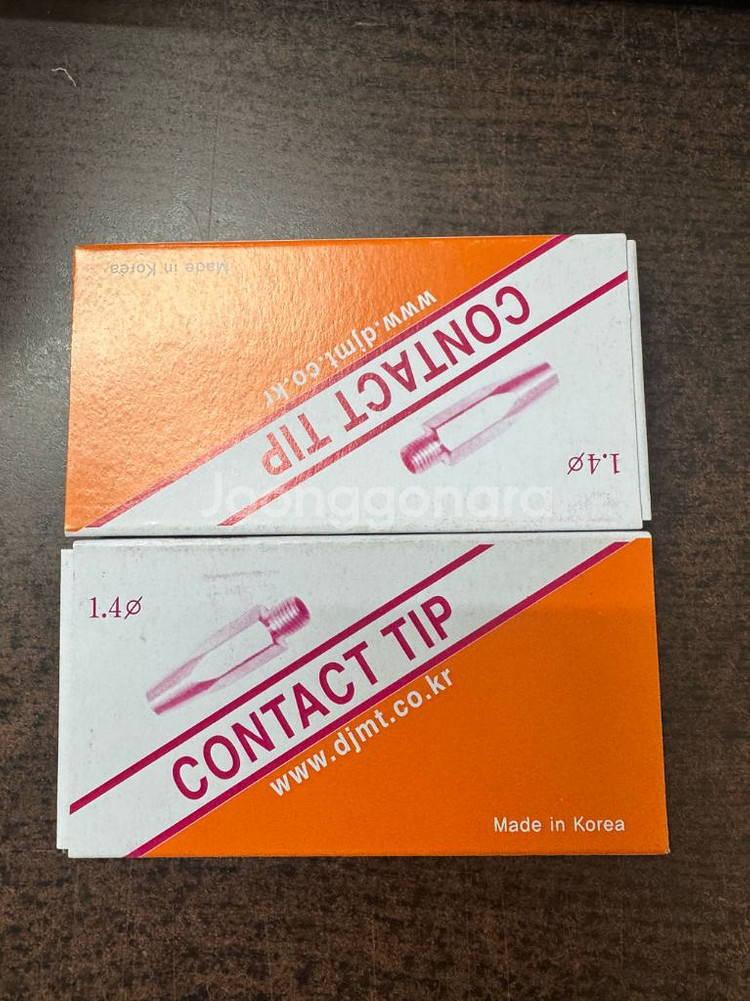 Made in Korea
www.djmt.co.kr
CONTACT TIP
1.4ø
Joonggonara
1.4ø
CONTACT TIP
www.djmt.co.kr
Made in Korea